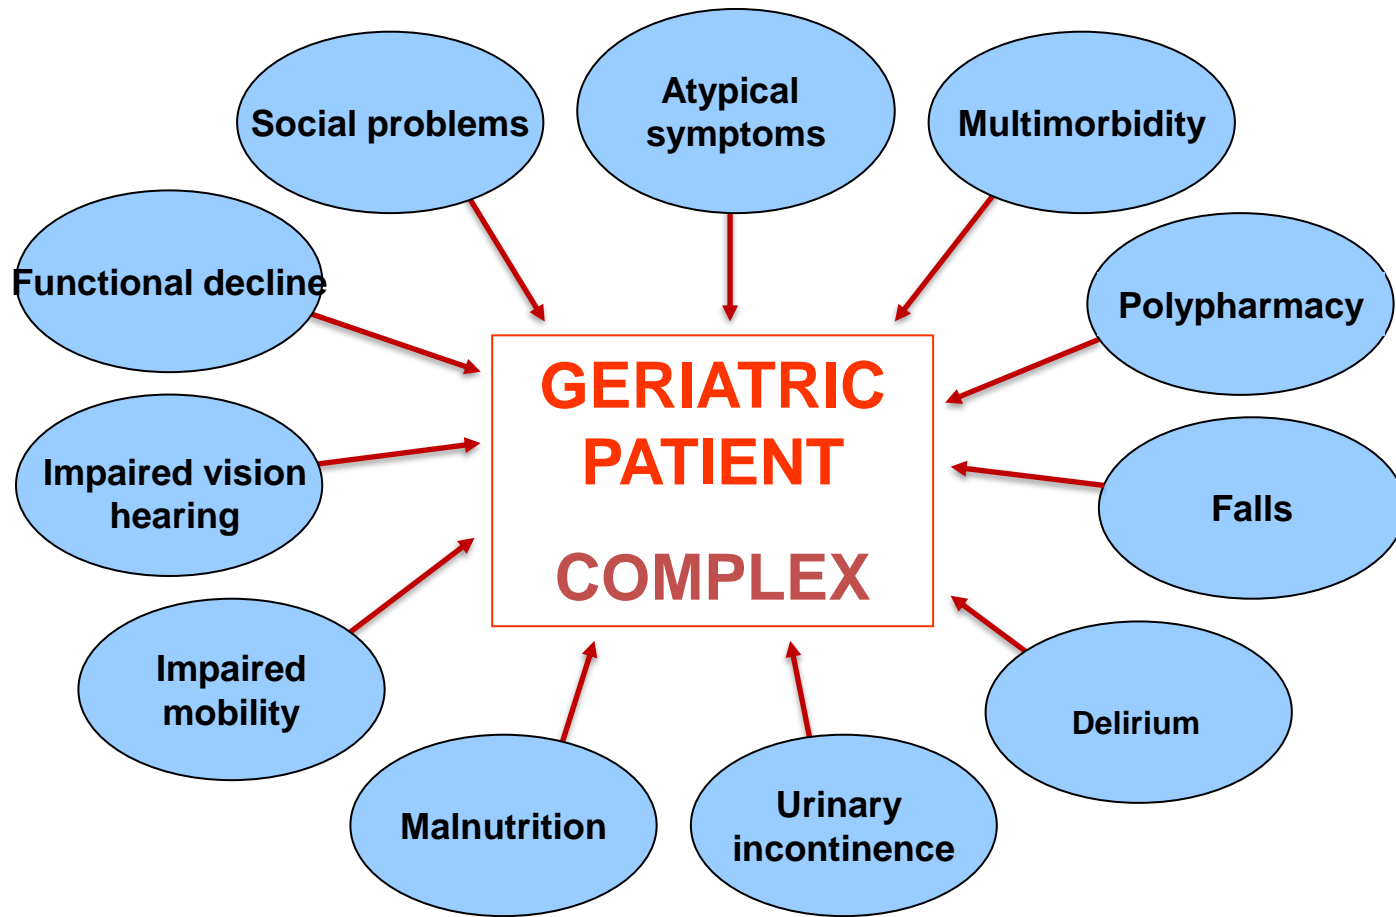 Social problems
Atypical
symptoms
Multimorbidity
Functional decline
Polypharmacy
GERIATRIC
PATIENT
COMPLEX
Impaired vision
hearing
Falls
Impaired
mobility
Delirium
Malnutrition
Urinary
incontinence